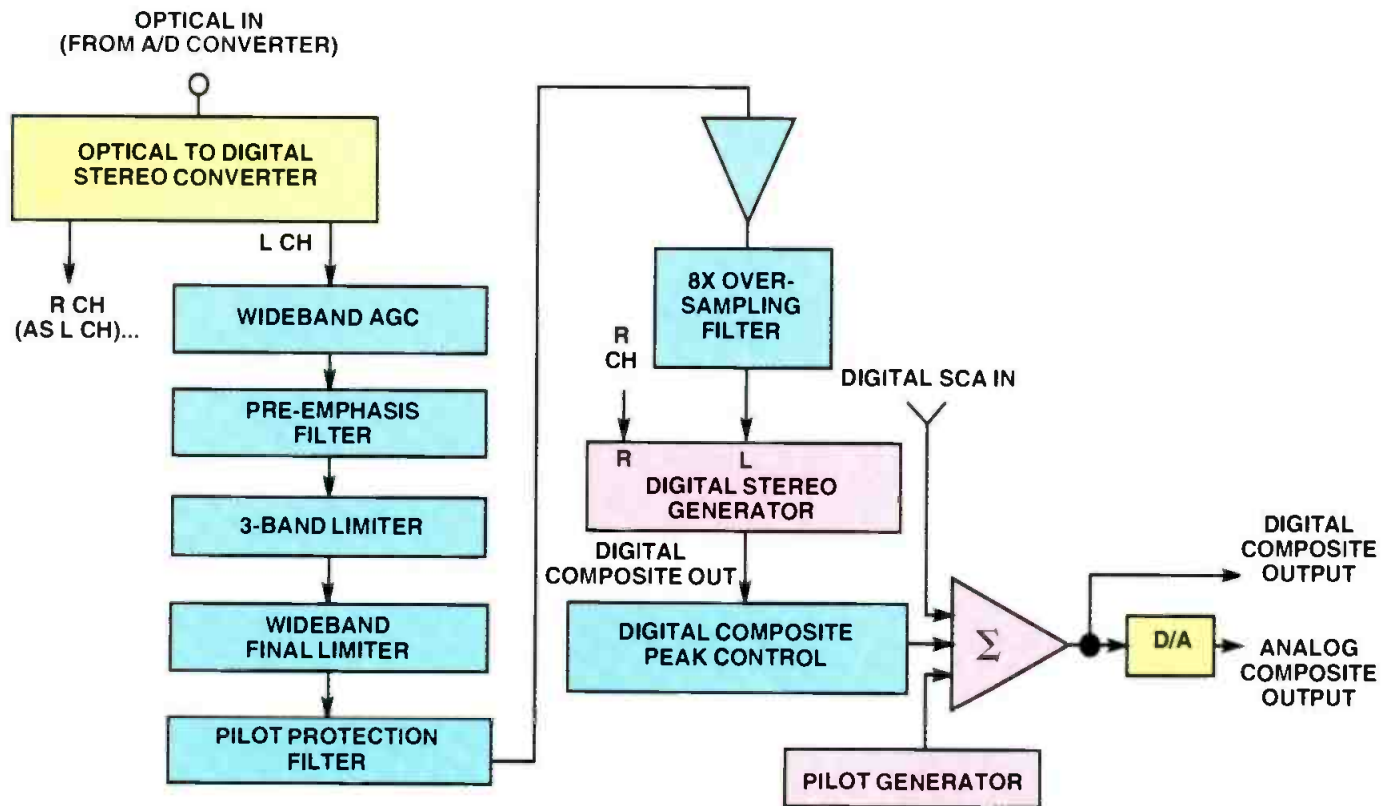 OPTICAL IN
(FROM A/D CONVERTER)
OPTICAL TO DIGITAL
STEREO CONVERTER
L CH
R CH
(AS L CH)...
WIDEBAND AGC
PRE-EMPHASIS
FILTER
3-BAND LIMITER
WIDEBAND
FINAL LIMITER
PILOT PROTECTION
FILTER
8X OVER-
SAMPLING
FILTER
R
CH
DIGITAL SCA IN
R
L
DIGITAL STEREO
GENERATOR
DIGITAL
COMPOSITE OUT
DIGITAL COMPOSITE
PEAK CONTROL
Σ
PILOT GENERATOR
DIGITAL
COMPOSITE
OUTPUT
D/A
ANALOG
COMPOSITE
OUTPUT